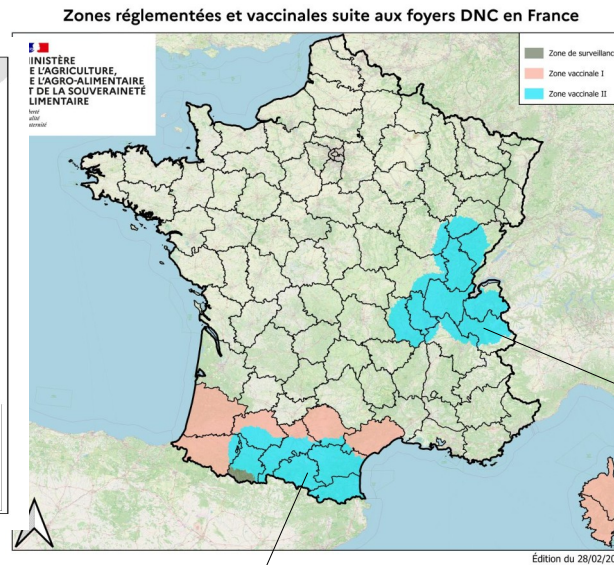 Zones réglementées et vaccinales suite aux foyers DNC en France
INISTÈRE
E L'AGRICULTURE,
E L'AGRO-ALIMENTAIRE
T DE LA SOUVERAINETÉ
LIMENTAIRE
Zone de surveillanc
Zone vaccinale I
Zone vaccinale II
Édition du 28/02/20